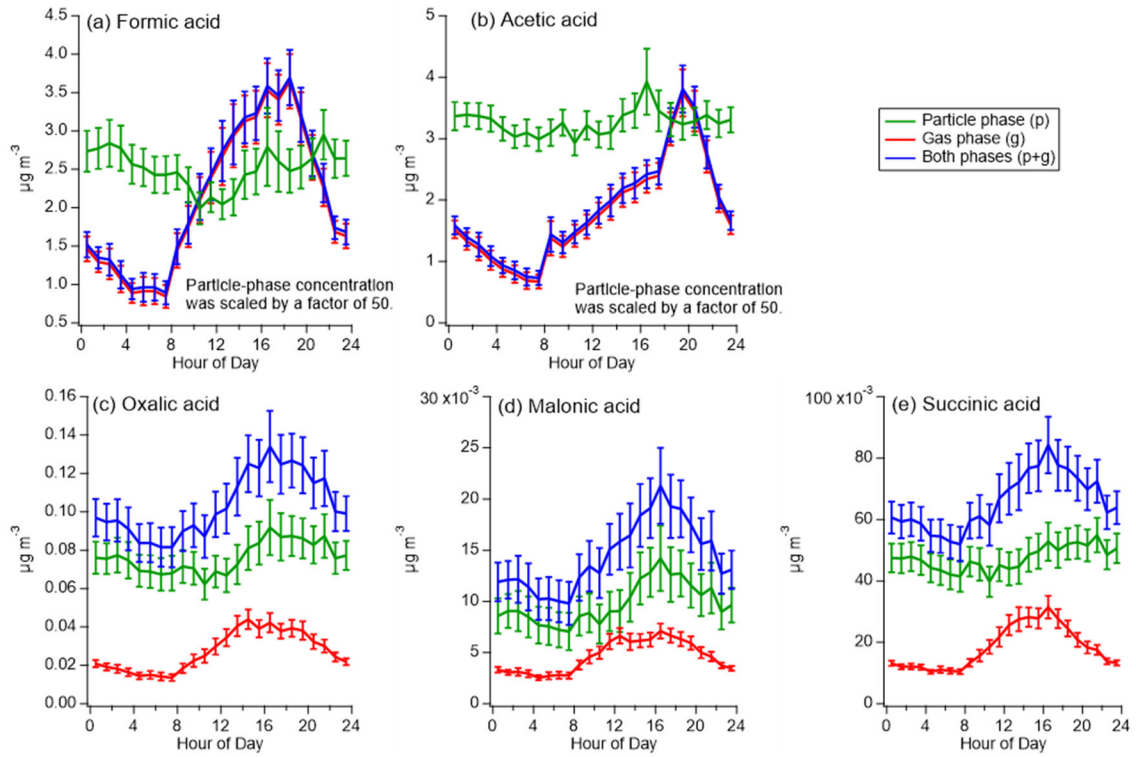 (a) Formic acid
4.5
4.0
3.5
3.0
2.5
2.0
1.5
1.0
0.5
µg m⁻³
Particle-phase concentration
was scaled by a factor of 50.
0 4 8 12 16 20 24
Hour of Day
(b) Acetic acid
5
4
3
2
1
0
µg m⁻³
Particle-phase concentration
was scaled by a factor of 50.
0 4 8 12 16 20 24
Hour of Day
Particle phase (p)
Gas phase (g)
Both phases (p+g)
(c) Oxalic acid
0.16
0.14
0.12
0.10
0.08
0.06
0.04
0.02
0.00
µg m⁻³
0 4 8 12 16 20 24
Hour of Day
(d) Malonic acid
30 x10⁻³
25
20
15
10
5
0
µg m⁻³
0 4 8 12 16 20 24
Hour of Day
(e) Succinic acid
100 x10⁻³
80
60
40
20
0
µg m⁻³
0 4 8 12 16 20 24
Hour of Day